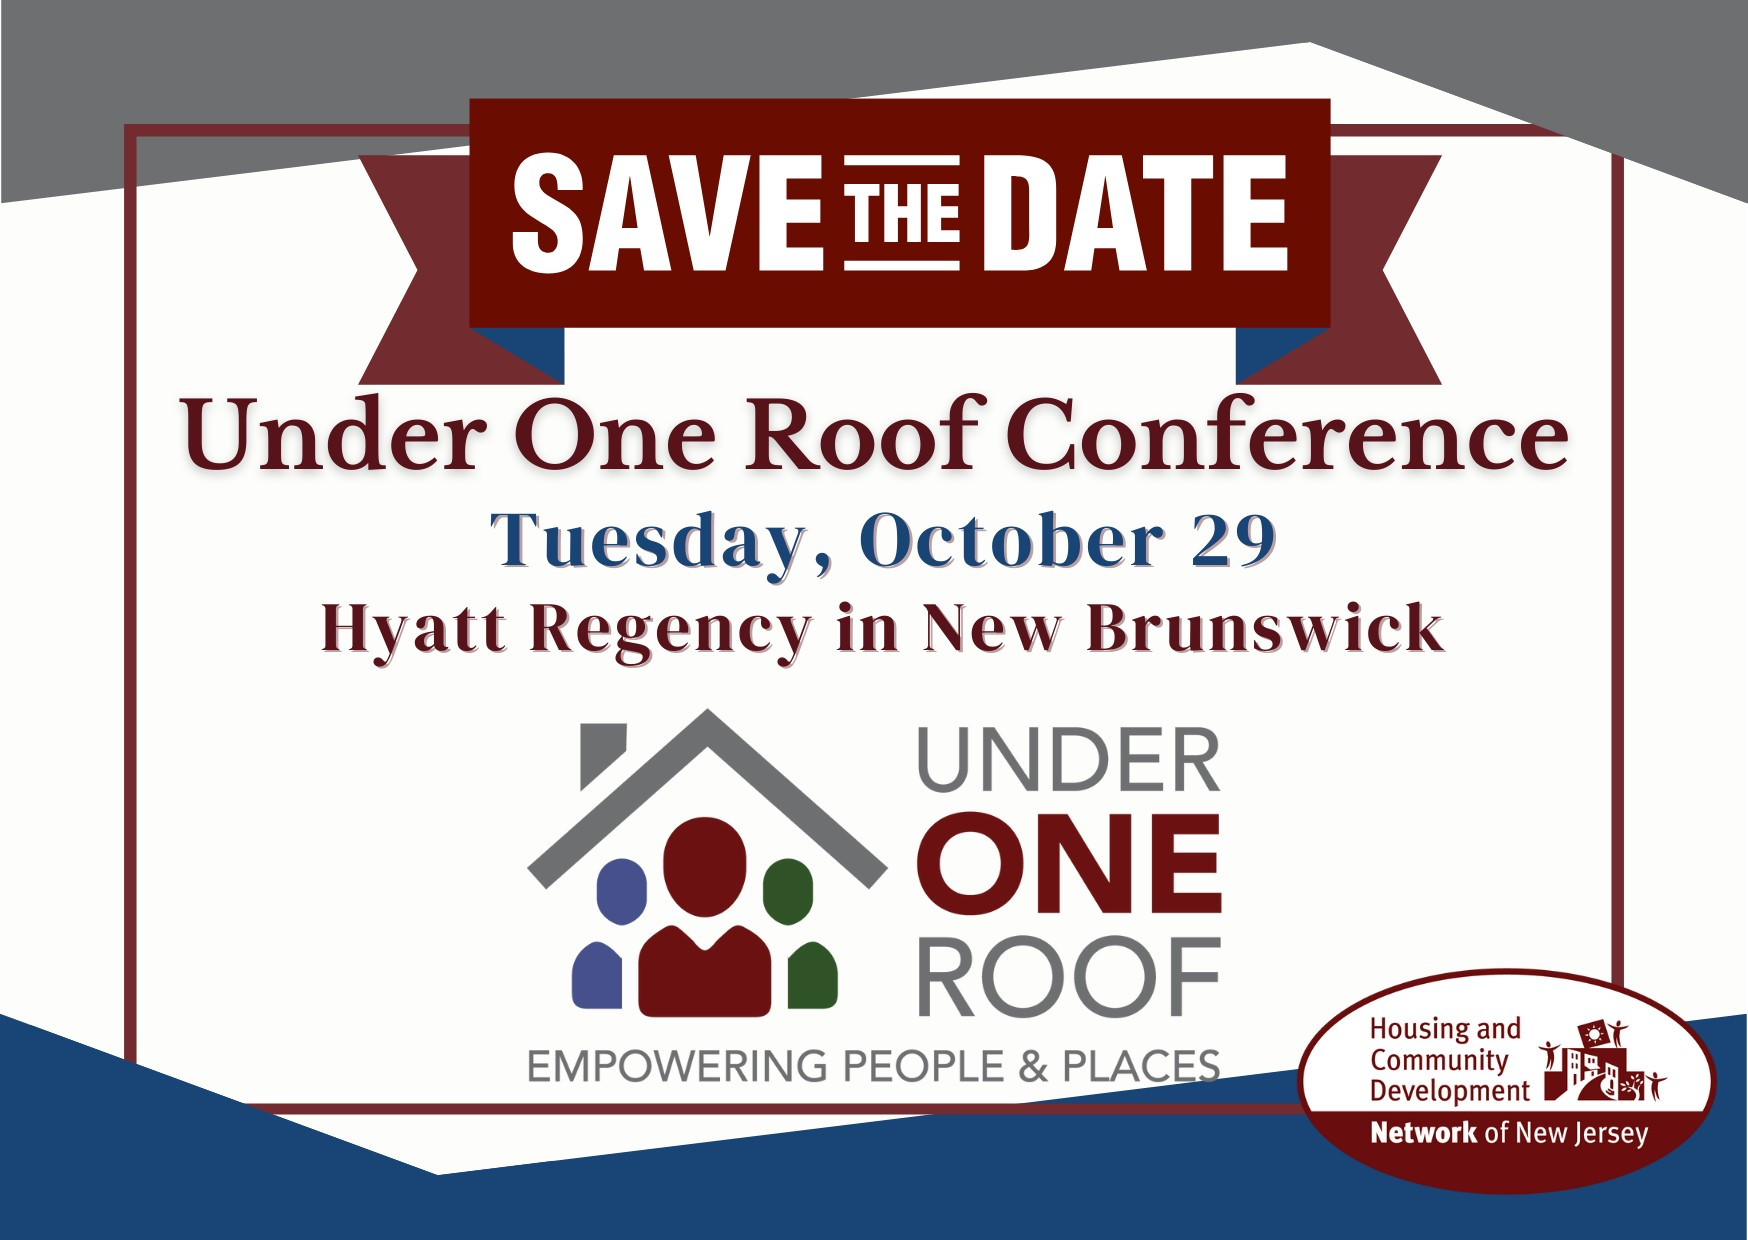 SAVE THE DATE
Under One Roof Conference
Tuesday, October 29
Hyatt Regency in New Brunswick
UNDER
ONE
ROOF
EMPOWERING PEOPLE & PLACES
Housing and
Community
Development
Network of New Jersey